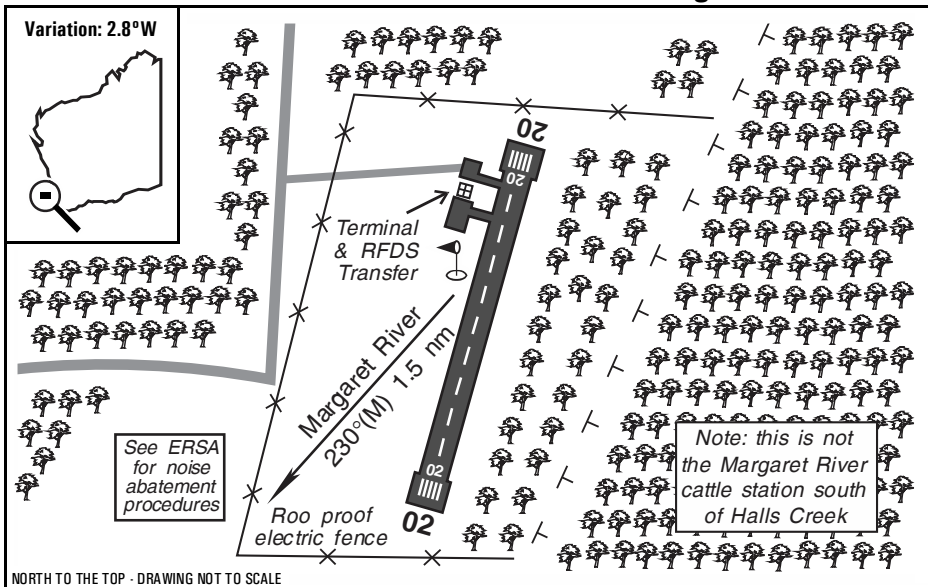 Variation: 2.8°W
20
20
Terminal
& RFDS
Transfer
Margaret River
230°(M) 1.5 nm
02
02
See ERSA
for noise
abatement
procedures
Roo proof
electric fence
Note: this is not
the Margaret River
cattle station south
of Halls Creek
NORTH TO THE TOP - DRAWING NOT TO SCALE